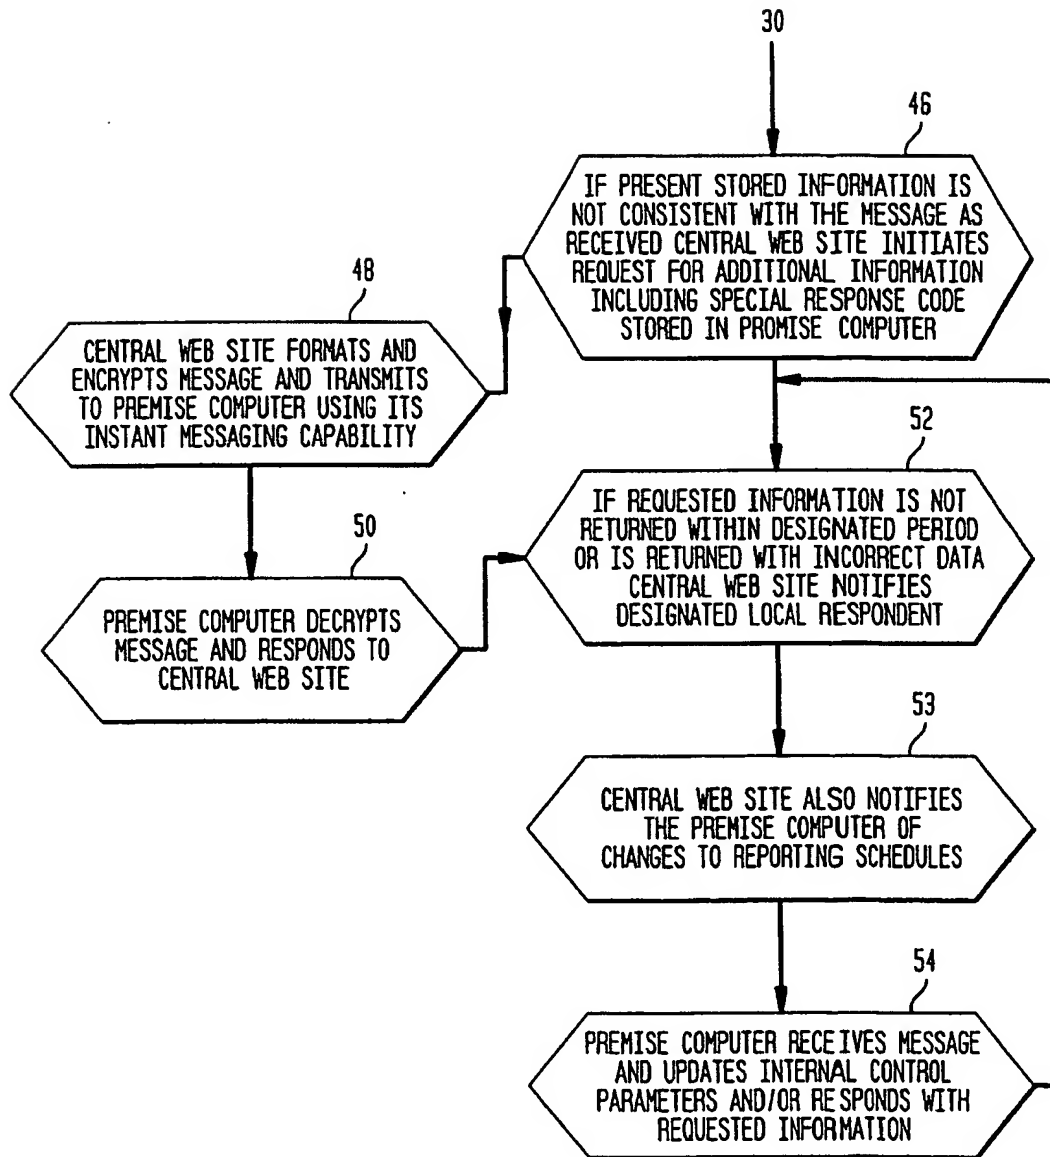 30
46
IF PRESENT STORED INFORMATION IS
NOT CONSISTENT WITH THE MESSAGE AS
RECEIVED CENTRAL WEB SITE INITIATES
REQUEST FOR ADDITIONAL INFORMATION
INCLUDING SPECIAL RESPONSE CODE
STORED IN PROMISE COMPUTER
48
CENTRAL WEB SITE FORMATS AND
ENCRYPTS MESSAGE AND TRANSMITS
TO PREMISE COMPUTER USING ITS
INSTANT MESSAGING CAPABILITY
50
PREMISE COMPUTER DECRYPTS
MESSAGE AND RESPONDS TO
CENTRAL WEB SITE
52
IF REQUESTED INFORMATION IS NOT
RETURNED WITHIN DESIGNATED PERIOD
OR IS RETURNED WITH INCORRECT DATA
CENTRAL WEB SITE NOTIFIES
DESIGNATED LOCAL RESPONDENT
53
CENTRAL WEB SITE ALSO NOTIFIES
THE PREMISE COMPUTER OF
CHANGES TO REPORTING SCHEDULES
54
PREMISE COMPUTER RECEIVES MESSAGE
AND UPDATES INTERNAL CONTROL
PARAMETERS AND/OR RESPONDS WITH
REQUESTED INFORMATION